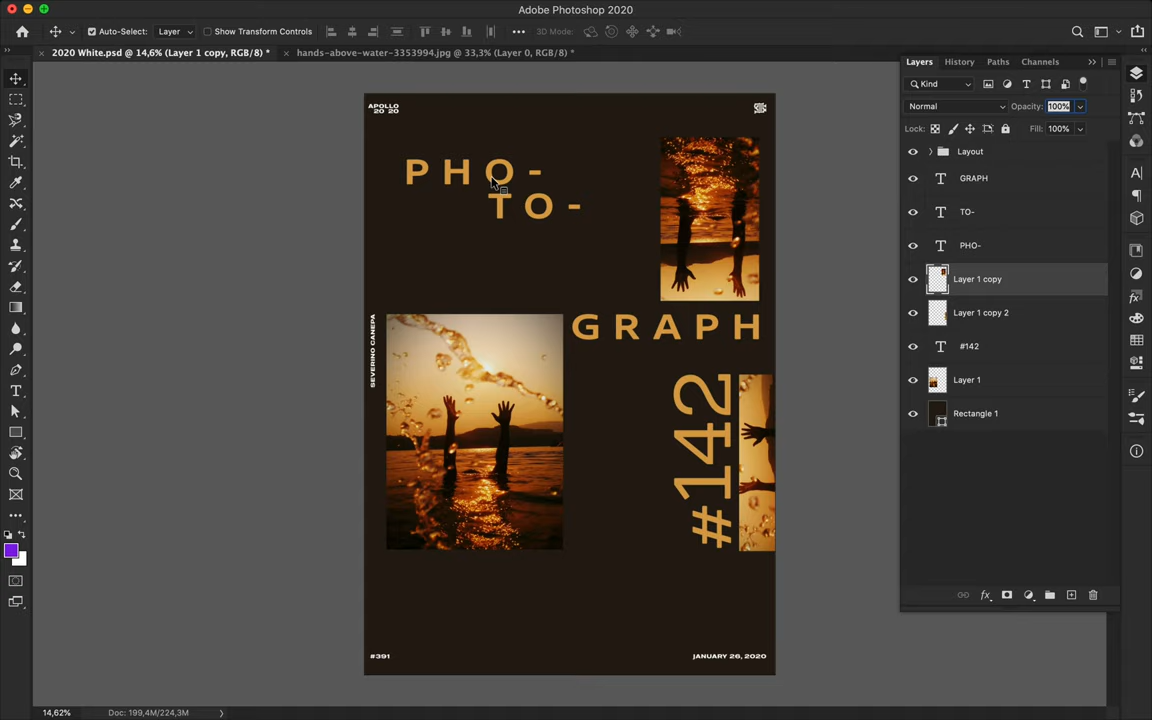 Adobe Photoshop 2020
Auto-Select: Layer Show Transform Controls 3D Mode:
2020 White.psd @ 14,6% (Layer 1 copy, RGB/8) * hands-above-water-3353994.jpg @ 33,3% (Layer 0, RGB/8) *
Layers History Paths Channels
Kind
Normal Opacity: 100%
Lock: Fill: 100%
Layout
GRAPH
TO-
PHO-
Layer 1 copy
Layer 1 copy 2
#142
Layer 1
Rectangle 1
APOLLO
20 20
PHO-
TO-
GRAPH
SEVERINO CANEPA
#142
#391 JANUARY 26, 2020
14,62% Doc: 199,4M/224,3M